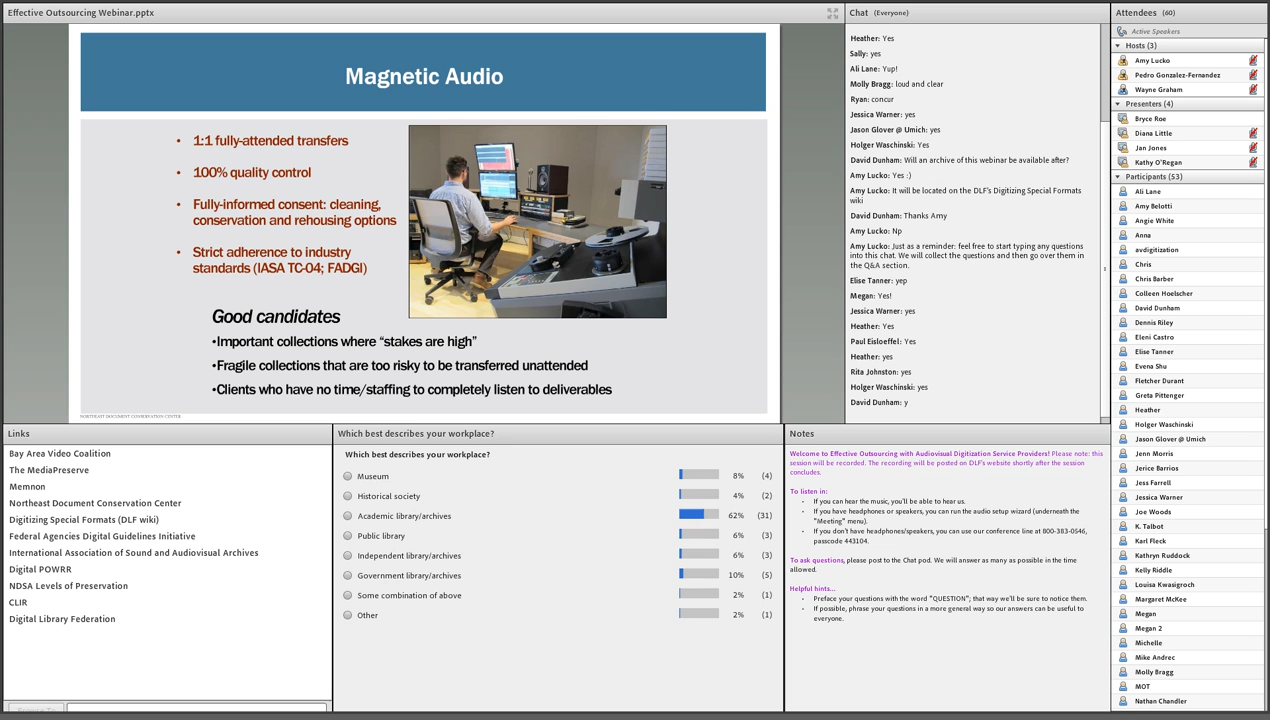 Effective Outsourcing Webinar.pptx
Magnetic Audio
• 1:1 fully-attended transfers
• 100% quality control
• Fully-informed consent: cleaning,
conservation and rehousing options
• Strict adherence to industry
standards (IASA TC-04; FADGI)
Good candidates
•Important collections where “stakes are high”
•Fragile collections that are too risky to be transferred unattended
•Clients who have no time/staffing to completely listen to deliverables
NORTHEAST DOCUMENT CONSERVATION CENTER
Chat (Everyone)
Heather: Yes
Sally: yes
Ali Lane: Yup!
Molly Bragg: loud and clear
Ryan: concur
Jessica Warner: yes
Jason Glover @ Umich: yes
Holger Waschinski: Yes
David Dunham: Will an archive of this webinar be available after?
Amy Lucko: Yes :)
Amy Lucko: It will be located on the DLF's Digitizing Special Formats
wiki
David Dunham: Thanks Amy
Amy Lucko: Np
Amy Lucko: Just as a reminder: feel free to start typing any questions
into this chat. We will collect the questions and then go over them in
the Q&A section.
Elise Tanner: yep
Megan: Yes!
Jessica Warner: yes
Heather: Yes
Paul Eisloeffel: Yes
Heather: yes
Rita Johnston: yes
Holger Waschinski: yes
David Dunham: y
Attendees (60)
Active Speakers
Hosts (3)
Amy Lucko
Pedro Gonzalez-Fernandez
Wayne Graham
Presenters (4)
Bryce Roe
Diana Little
Jan Jones
Kathy O'Regan
Participants (53)
Ali Lane
Amy Belotti
Angie White
Anna
avdigitization
Chris
Chris Barber
Colleen Hoelscher
David Dunham
Dennis Riley
Eleni Castro
Elise Tanner
Evena Shu
Fletcher Durant
Greta Pittenger
Heather
Holger Waschinski
Jason Glover @ Umich
Jenn Morris
Jerice Barrios
Jess Farrell
Jessica Warner
Joe Woods
K. Talbot
Karl Fleck
Kathryn Ruddock
Kelly Riddle
Louisa Kwasigroch
Margaret McKee
Megan
Megan 2
Michelle
Mike Andrec
Molly Bragg
MOT
Nathan Chandler
Links
Bay Area Video Coalition
The MediaPreserve
Memnon
Northeast Document Conservation Center
Digitizing Special Formats (DLF wiki)
Federal Agencies Digital Guidelines Initiative
International Association of Sound and Audiovisual Archives
Digital POWRR
NDSA Levels of Preservation
CLIR
Digital Library Federation
Browse To
Which best describes your workplace?
Which best describes your workplace?
Museum 8% (4)
Historical society 4% (2)
Academic library/archives 62% (31)
Public library 6% (3)
Independent library/archives 6% (3)
Government library/archives 10% (5)
Some combination of above 2% (1)
Other 2% (1)
Notes
Welcome to Effective Outsourcing with Audiovisual Digitization Service Providers! Please note: this
session will be recorded. The recording will be posted on DLF's website shortly after the session
concludes.
To listen in:
• If you can hear the music, you'll be able to hear us.
• If you have headphones or speakers, you can run the audio setup wizard (underneath the
"Meeting" menu).
• If you don't have headphones/speakers, you can use our conference line at 800-383-0546,
passcode 443104.
To ask questions, please post to the Chat pod. We will answer as many as possible in the time
allowed.
Helpful hints...
• Preface your questions with the word "QUESTION"; that way we'll be sure to notice them.
• If possible, phrase your questions in a more general way so our answers can be useful to
everyone.